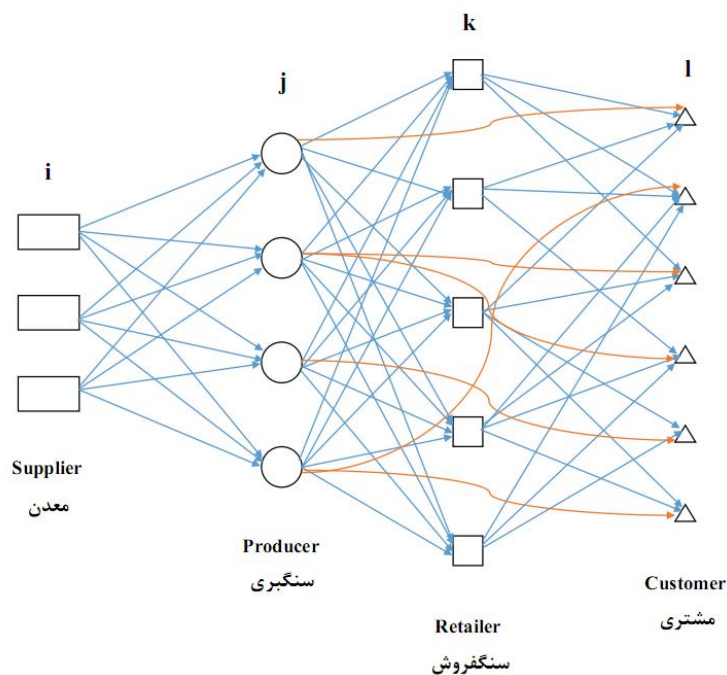 i
j
k
l
Supplier
معدن
Producer
سنگبری
Retailer
سنگفروش
Customer
مشتری